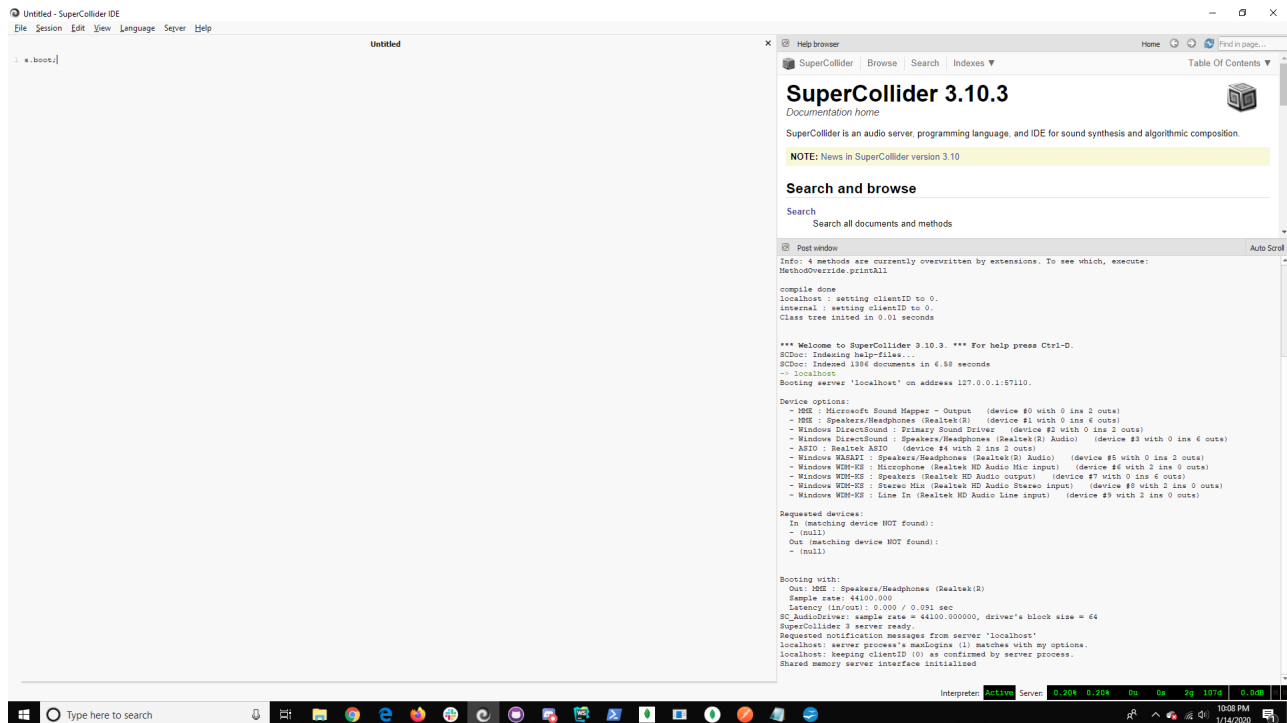 Untitled - SuperCollider IDE
File Session Edit View Language Server Help
Untitled
1 s.boot;
Help browser Home Find in page...
SuperCollider Browse Search Indexes ▼ Table Of Contents ▼
SuperCollider 3.10.3
Documentation home
SuperCollider is an audio server, programming language, and IDE for sound synthesis and algorithmic composition.
NOTE: News in SuperCollider version 3.10
Search and browse
Search
Search all documents and methods
Post window Auto Scroll
Info: 4 methods are currently overwritten by extensions. To see which, execute:
MethodOverride.printAll
compile done
localhost : setting clientID to 0.
internal : setting clientID to 0.
Class tree inited in 0.01 seconds
*** Welcome to SuperCollider 3.10.3. *** For help press Ctrl-D.
SCDoc: Indexing help-files...
SCDoc: Indexed 1386 documents in 6.58 seconds
-> localhost
Booting server 'localhost' on address 127.0.0.1:57110.
Device options:
- MME : Microsoft Sound Mapper - Output (device #0 with 0 ins 2 outs)
- MME : Speakers/Headphones (Realtek(R) (device #1 with 0 ins 6 outs)
- Windows DirectSound : Primary Sound Driver (device #2 with 0 ins 2 outs)
- Windows DirectSound : Speakers/Headphones (Realtek(R) Audio) (device #3 with 0 ins 6 outs)
- ASIO : Realtek ASIO (device #4 with 2 ins 2 outs)
- Windows WASAPI : Speakers/Headphones (Realtek(R) Audio) (device #5 with 0 ins 2 outs)
- Windows WDM-KS : Microphone (Realtek HD Audio Mic input) (device #6 with 2 ins 0 outs)
- Windows WDM-KS : Speakers (Realtek HD Audio output) (device #7 with 0 ins 6 outs)
- Windows WDM-KS : Stereo Mix (Realtek HD Audio Stereo input) (device #8 with 2 ins 0 outs)
- Windows WDM-KS : Line In (Realtek HD Audio Line input) (device #9 with 2 ins 0 outs)
Requested devices:
In (matching device NOT found):
- (null)
Out (matching device NOT found):
- (null)
Booting with:
Out: MME : Speakers/Headphones (Realtek(R)
Sample rate: 44100.000
Latency (in/out): 0.000 / 0.091 sec
SC_AudioDriver: sample rate = 44100.000000, driver's block size = 64
SuperCollider 3 server ready.
Requested notification messages from server 'localhost'
localhost: server process's maxLogins (1) matches with my options.
localhost: keeping clientID (0) as confirmed by server process.
Shared memory server interface initialized
Interpreter: Active Server: 0.20% 0.20% 0u 0s 2g 107d 0.0dB
Type here to search
10:08 PM
1/14/2020